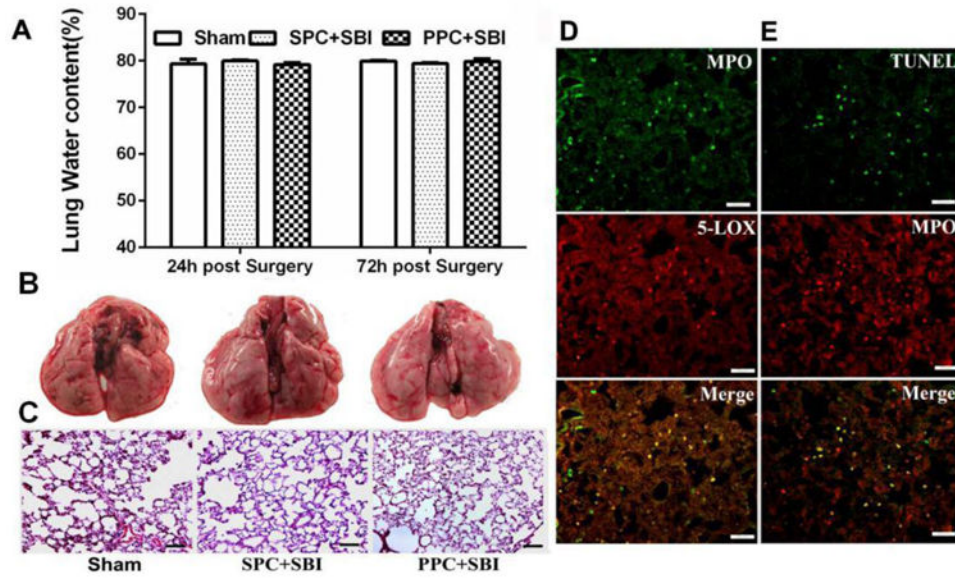 A
Lung Water content(%)
90
80
70
60
50
40
Sham SPC+SBI PPC+SBI
24h post Surgery 72h post Surgery
B
C
Sham SPC+SBI PPC+SBI
D
MPO
5-LOX
Merge
E
TUNEL
MPO
Merge